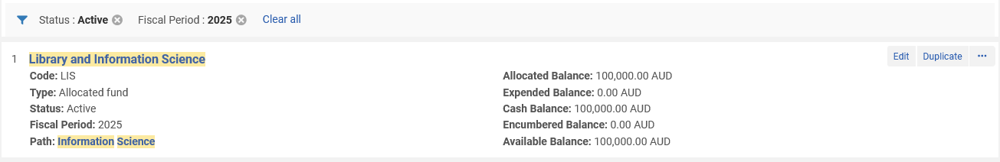 Status : Active Fiscal Period : 2025 Clear all
1 Library and Information Science Edit Duplicate ...
Code: LIS Allocated Balance: 100,000.00 AUD
Type: Allocated fund Expended Balance: 0.00 AUD
Status: Active Cash Balance: 100,000.00 AUD
Fiscal Period: 2025 Encumbered Balance: 0.00 AUD
Path: Information Science Available Balance: 100,000.00 AUD